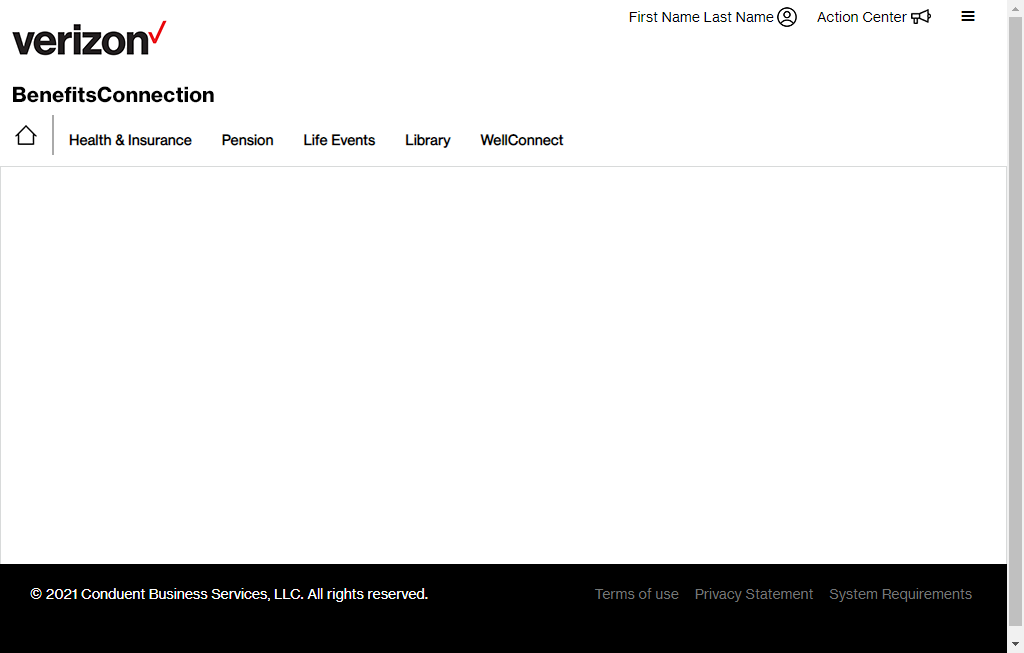 First Name Last Name Action Center
verizon
BenefitsConnection
Health & Insurance Pension Life Events Library WellConnect
© 2021 Conduent Business Services, LLC. All rights reserved. Terms of use Privacy Statement System Requirements